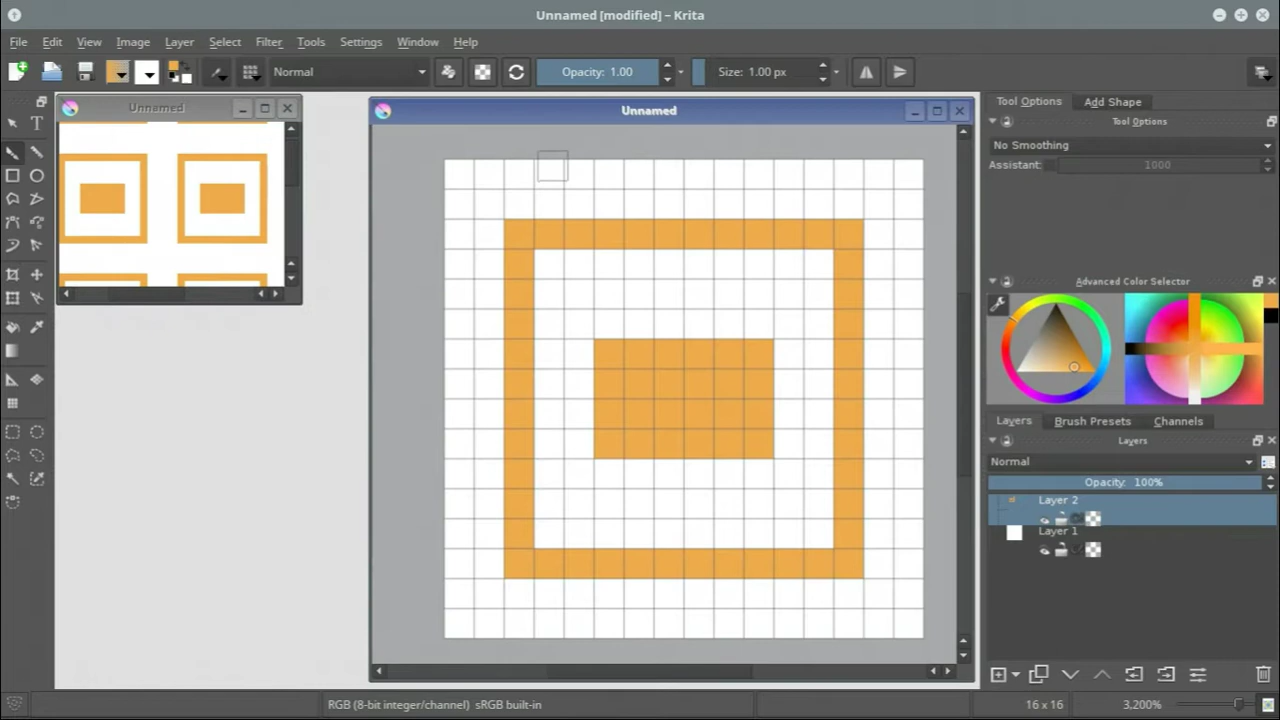 Unnamed [modified] – Krita
File Edit View Image Layer Select Filter Tools Settings Window Help
Normal Opacity: 1.00 Size: 1.00 px
Unnamed
Unnamed
Tool Options Add Shape
Tool Options
No Smoothing
Assistant: 1000
Advanced Color Selector
Layers Brush Presets Channels
Layers
Normal
Opacity: 100%
Layer 2
Layer 1
RGB (8-bit integer/channel) sRGB built-in 16 x 16 3,200%